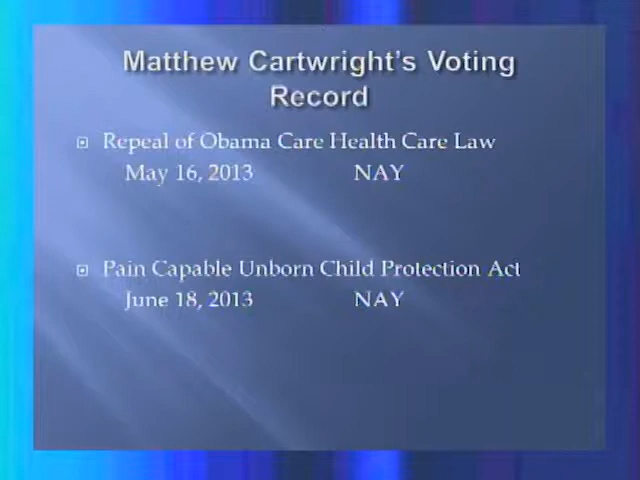 Matthew Cartwright's Voting
Record
Repeal of Obama Care Health Care Law
May 16, 2013 NAY
Pain Capable Unborn Child Protection Act
June 18, 2013 NAY